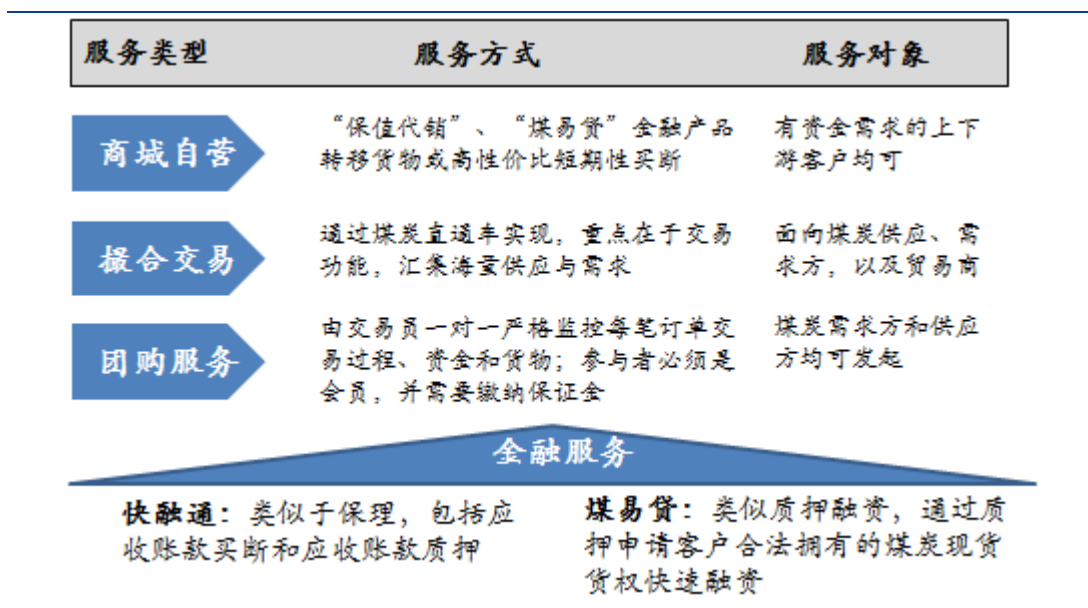 服务类型 服务方式 服务对象
商城自营
“保值代销”、“煤易贷”金融产品
转移货物或高性价比短期性买断
有资金需求的上下
游客户均可
撮合交易
通过煤炭直通车实现，重点在于交易
功能，汇集海量供应与需求
面向煤炭供应、需
求方，以及贸易商
团购服务
由交易员一对一严格监控每笔订单交
易过程、资金和货物；参与者必须是
会员，并需要缴纳保证金
煤炭需求方和供应
方均可发起
金融服务
快融通：类似于保理，包括应
收账款买断和应收账款质押
煤易贷：类似质押融资，通过质
押申请客户合法拥有的煤炭现货
货权快速融资